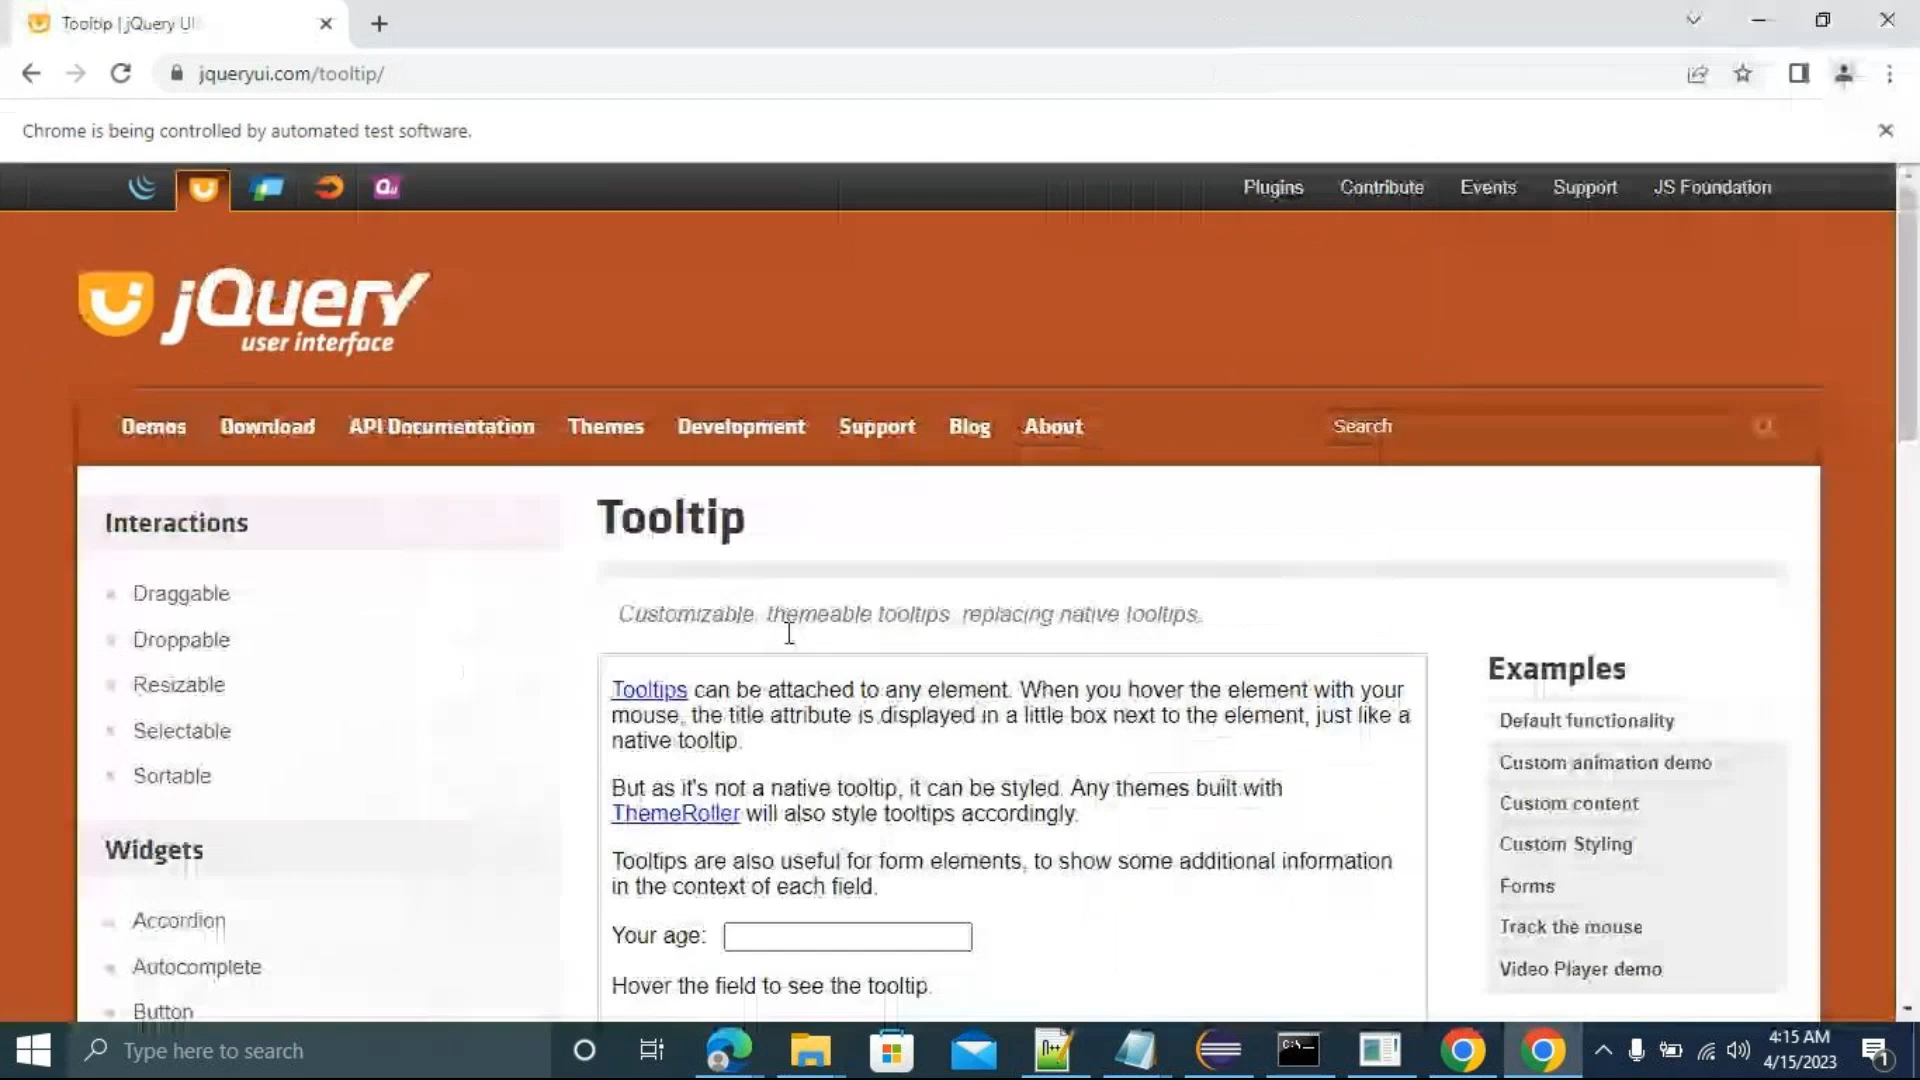 Tooltip | jQuery UI
jqueryui.com/tooltip/
Chrome is being controlled by automated test software.
Plugins Contribute Events Support JS Foundation
jQuery
user interface
Demos Download API Documentation Themes Development Support Blog About Search
Interactions
Draggable
Droppable
Resizable
Selectable
Sortable
Widgets
Accordion
Autocomplete
Button
Tooltip
Customizable, themeable tooltips, replacing native tooltips.
Tooltips can be attached to any element. When you hover the element with your
mouse, the title attribute is displayed in a little box next to the element, just like a
native tooltip.
But as it's not a native tooltip, it can be styled. Any themes built with
ThemeRoller will also style tooltips accordingly.
Tooltips are also useful for form elements, to show some additional information
in the context of each field.
Your age:
Hover the field to see the tooltip.
Examples
Default functionality
Custom animation demo
Custom content
Custom Styling
Forms
Track the mouse
Video Player demo
Type here to search
4:15 AM
4/15/2023
1